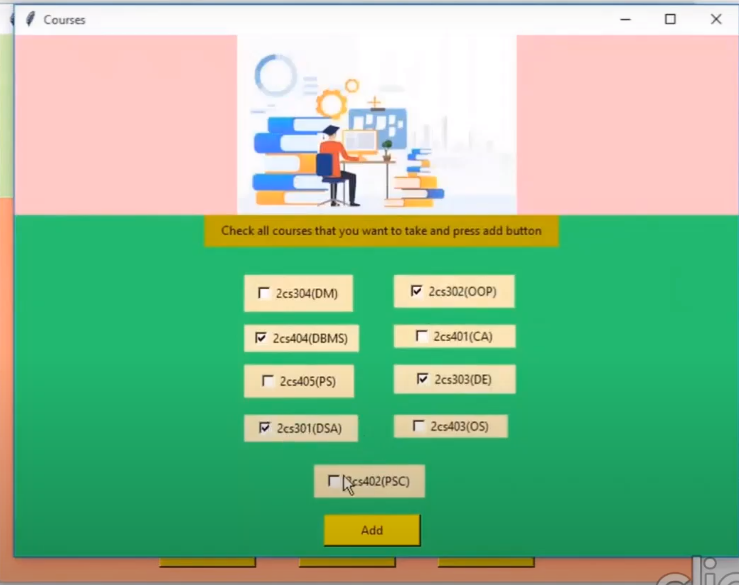 Courses
Check all courses that you want to take and press add button
2cs304(DM) 2cs302(OOP)
2cs404(DBMS) 2cs401(CA)
2cs405(PS) 2cs303(DE)
2cs301(DSA) 2cs403(OS)
2cs402(PSC)
Add
clic